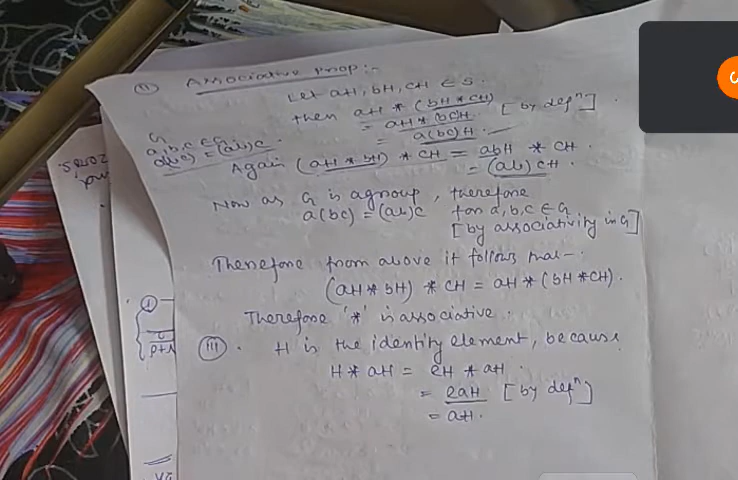 (ii) Associative Prop:-
Let aH, bH, cH ∈ S.
then aH * (bH * cH)
= aH * bcH [by defⁿ]
= a(bc)H.
G
a,b,c ∈ G
a(bc) = (ab)c.
Again (aH * bH) * cH = abH * cH.
= (ab)cH.
Now as G is a group, therefore
a(bc) = (ab)c for a,b,c ∈ G
[by associativity in G]
Therefore from above it follows that-
(aH * bH) * cH = aH * (bH * cH).
Therefore '*' is associative.
(iii). H is the identity element, because
H * aH = eH * aH.
= eaH [by defⁿ]
= aH.